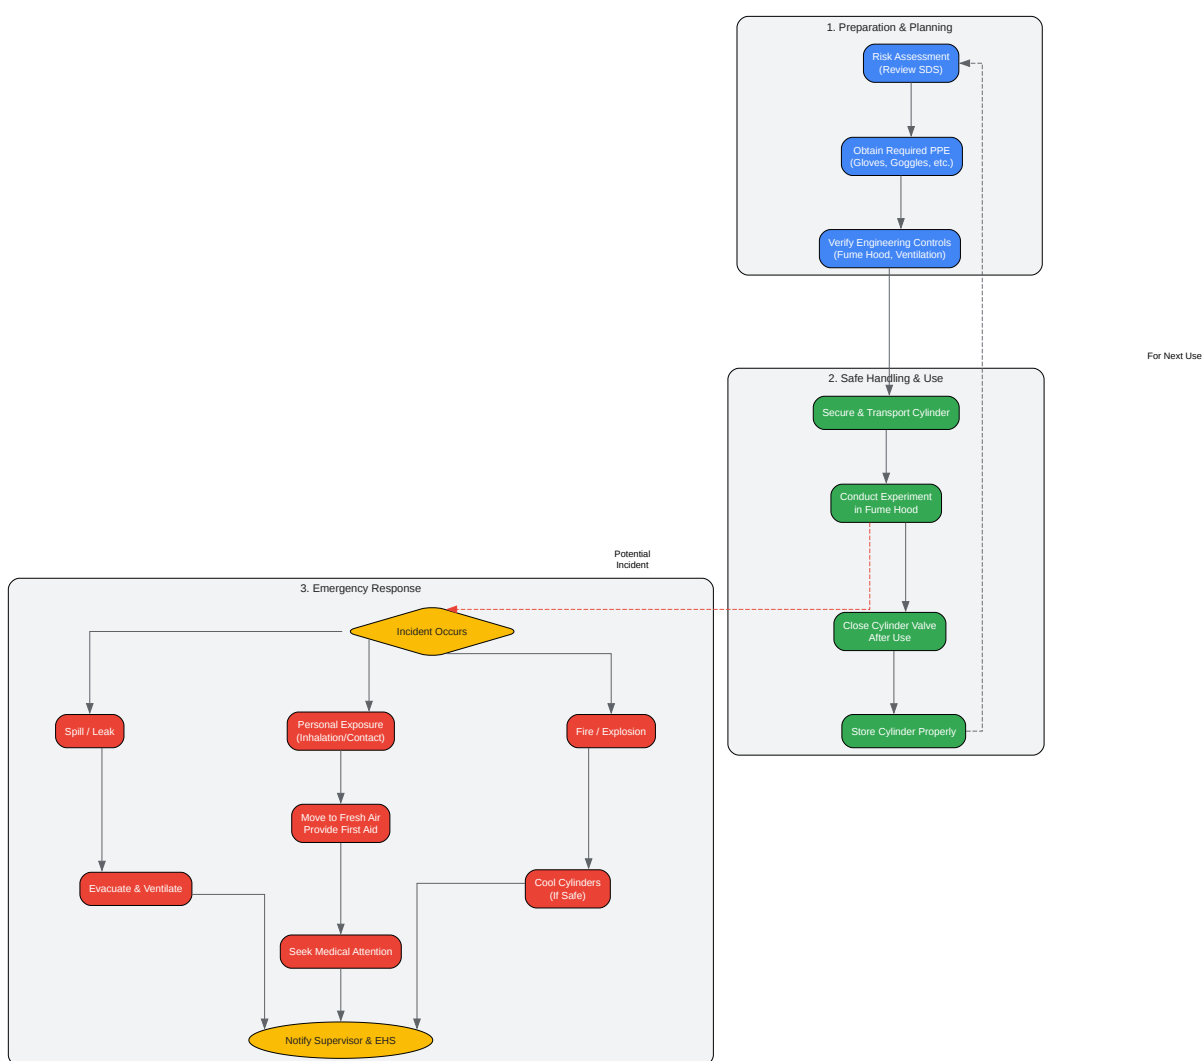 1. Preparation & Planning
Risk Assessment
(Review SDS)
Obtain Required PPE
(Gloves, Goggles, etc.)
Verify Engineering Controls
(Fume Hood, Ventilation)
For Next Use
2. Safe Handling & Use
Secure & Transport Cylinder
Conduct Experiment
in Fume Hood
Close Cylinder Valve
After Use
Store Cylinder Properly
Potential
Incident
3. Emergency Response
Incident Occurs
Spill / Leak
Personal Exposure
(Inhalation/Contact)
Fire / Explosion
Move to Fresh Air
Provide First Aid
Evacuate & Ventilate
Cool Cylinders
(If Safe)
Seek Medical Attention
Notify Supervisor & EHS